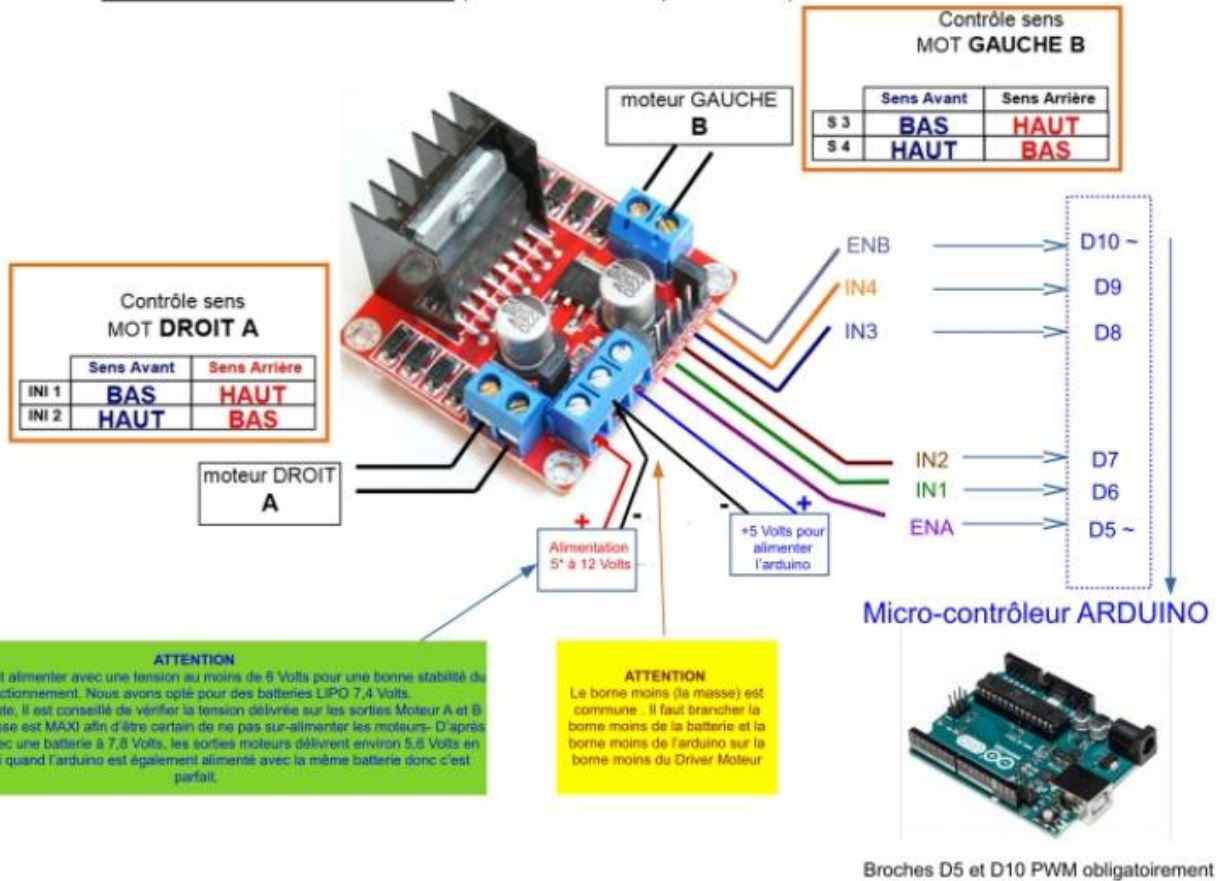 Contrôle sens
MOT GAUCHE B
Sens Avant Sens Arrière
S 3 BAS HAUT
S 4 HAUT BAS
moteur GAUCHE
B
ENB D10 ~
IN4 D9
IN3 D8
Contrôle sens
MOT DROIT A
Sens Avant Sens Arrière
INI 1 BAS HAUT
INI 2 HAUT BAS
moteur DROIT
A
IN2 D7
IN1 D6
ENA D5 ~
+ -
Alimentation
5* à 12 Volts
- +
+5 Volts pour
alimenter
l'arduino
Micro-contrôleur ARDUINO
ATTENTION
alimenter avec une tension au moins de 6 Volts pour une bonne stabilité du
ctionnement. Nous avons opté pour des batteries LIPO 7,4 Volts.
te, Il est conseillé de vérifier la tension délivrée sur les sorties Moteur A et B
sse est MAXI afin d'être certain de ne pas sur-alimenter les moteurs- D'après
ec une batterie à 7,8 Volts, les sorties moteurs délivrent environ 5,6 Volts en
i quand l'arduino est également alimenté avec la même batterie donc c'est
parfait.
ATTENTION
Le borne moins (la masse) est
commune . Il faut brancher la
borne moins de la batterie et la
borne moins de l'arduino sur la
borne moins du Driver Moteur
Broches D5 et D10 PWM obligatoirement